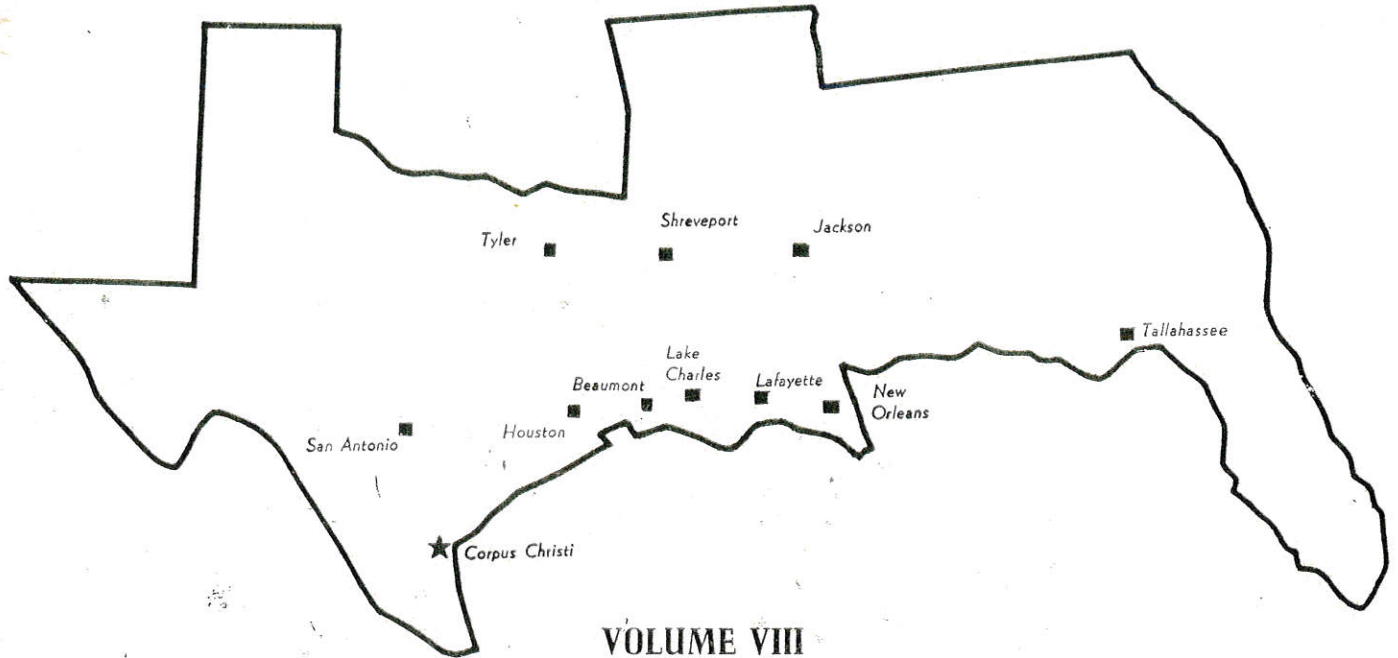 Shreveport
Jackson
Tyler
Tallahassee
Lake
Charles
Beaumont
Lafayette
New
Orleans
Houston
San Antonio
Corpus Christi
VOLUME VIII